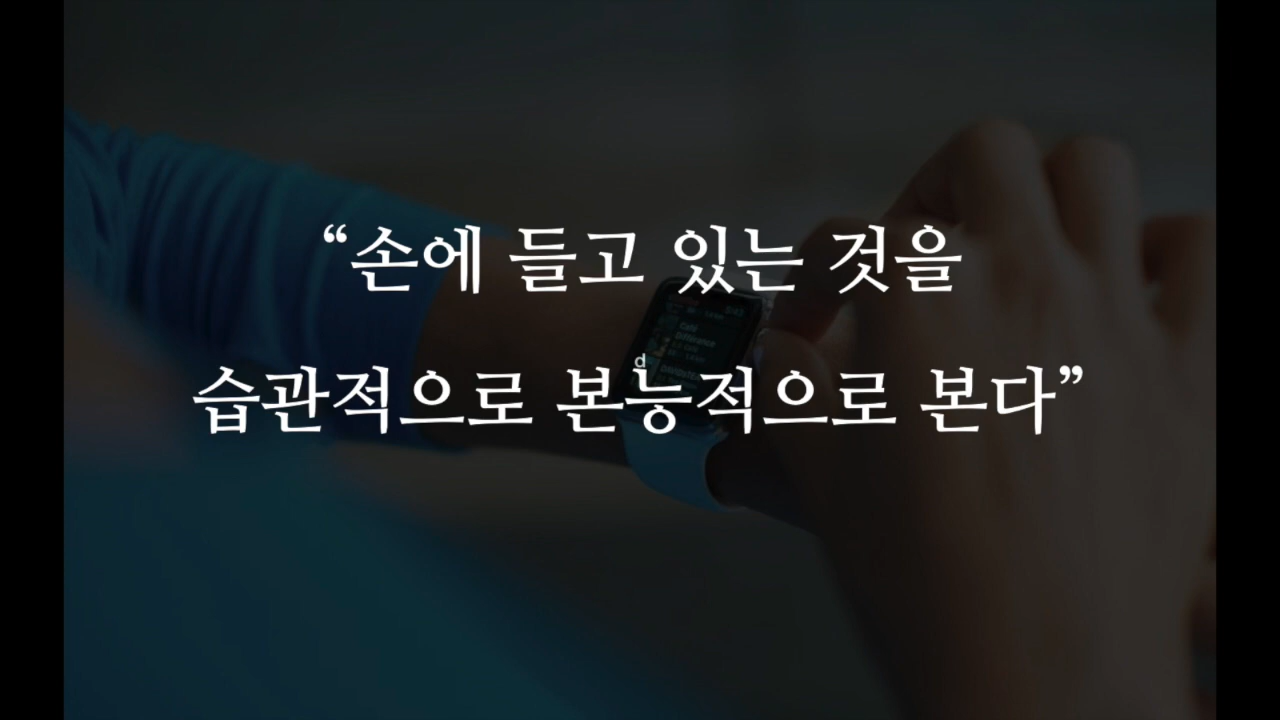 “손에 들고 있는 것을
d
습관적으로 본능적으로 본다”